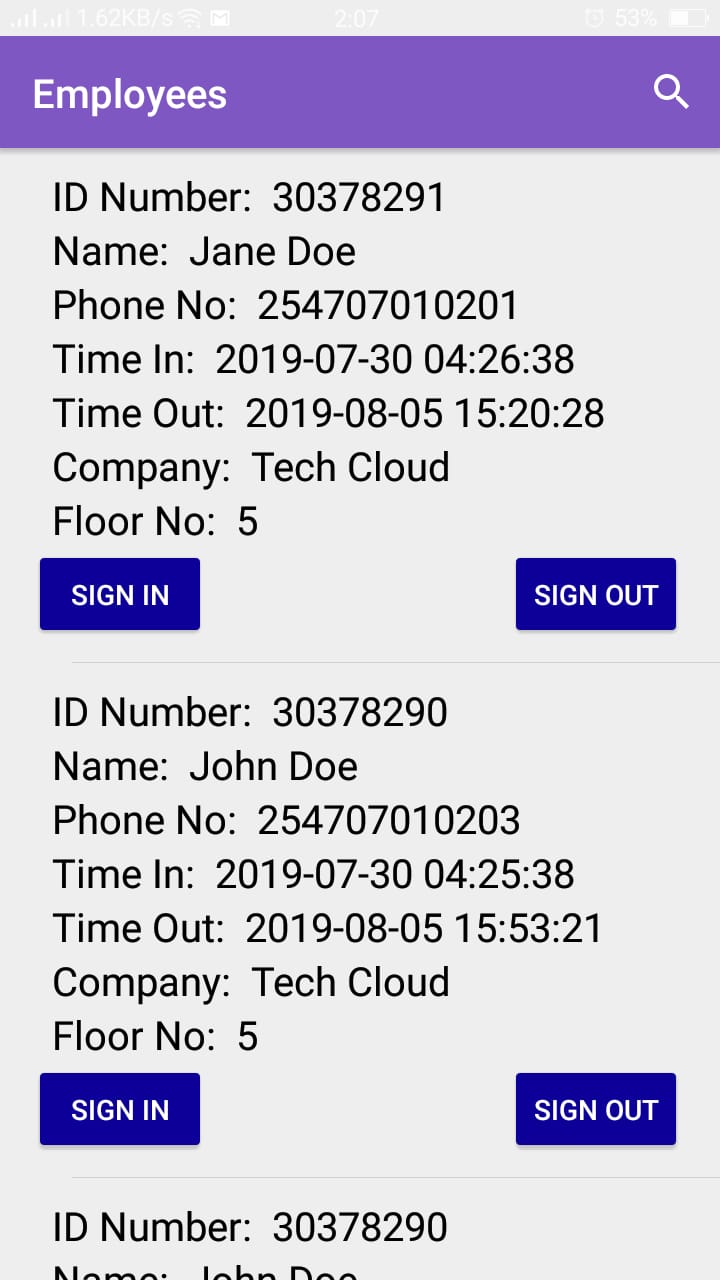 1.62KB/s 2:07 53%
Employees
ID Number: 30378291
Name: Jane Doe
Phone No: 254707010201
Time In: 2019-07-30 04:26:38
Time Out: 2019-08-05 15:20:28
Company: Tech Cloud
Floor No: 5
SIGN IN SIGN OUT
ID Number: 30378290
Name: John Doe
Phone No: 254707010203
Time In: 2019-07-30 04:25:38
Time Out: 2019-08-05 15:53:21
Company: Tech Cloud
Floor No: 5
SIGN IN SIGN OUT
ID Number: 30378290
Name: John Doe